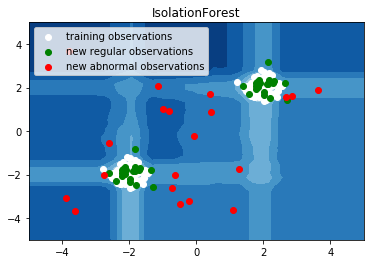 IsolationForest
training observations
new regular observations
new abnormal observations
4
2
0
−2
−4
−4
−2
0
2
4